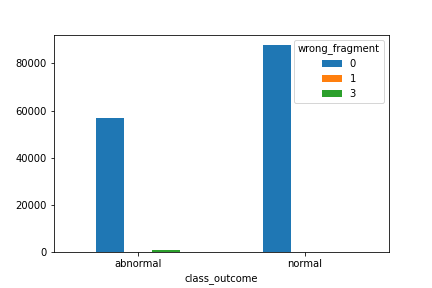 80000
60000
40000
20000
0
wrong_fragment
0
1
3
abnormal
normal
class_outcome